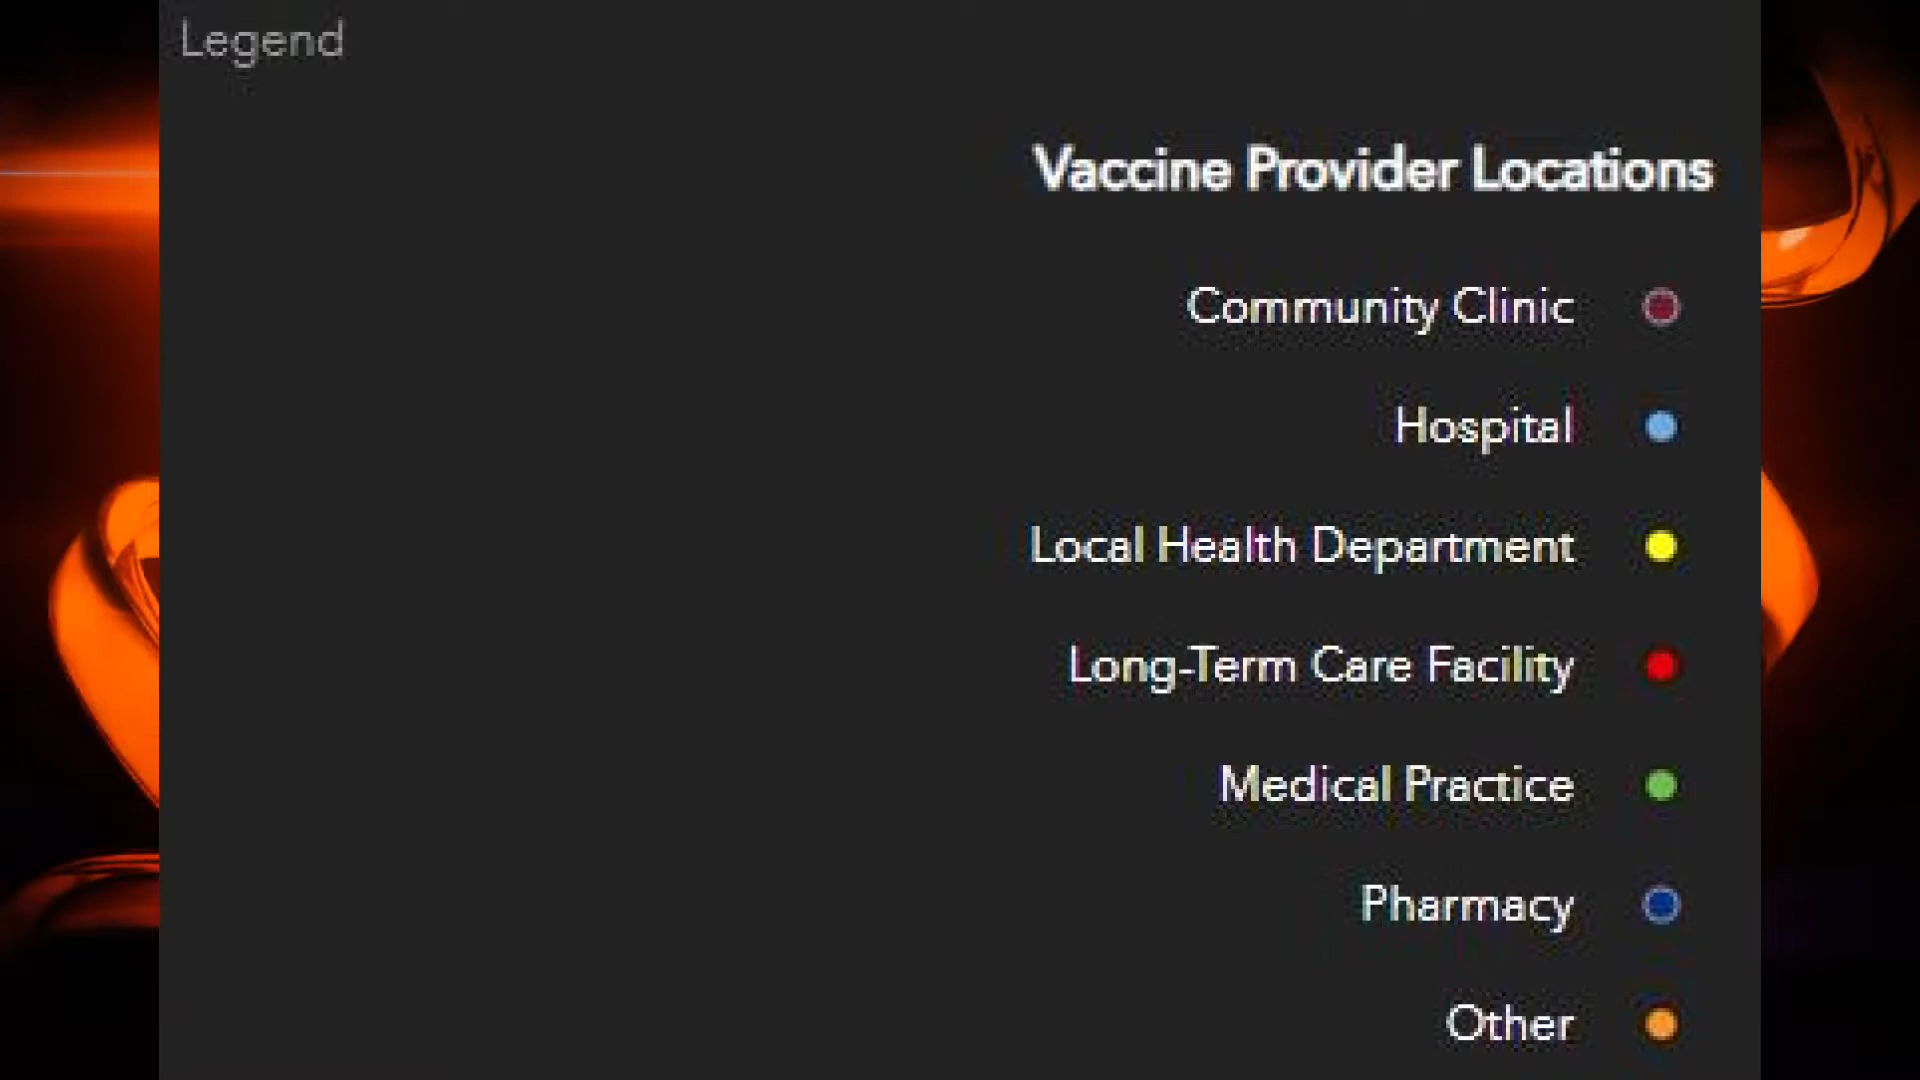 Legend
Vaccine Provider Locations
Community Clinic
Hospital
Local Health Department
Long-Term Care Facility
Medical Practice
Pharmacy
Other